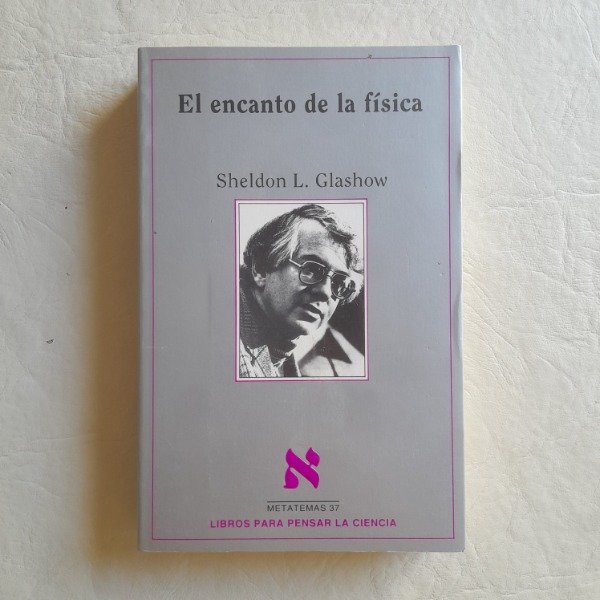 El encanto de la física
Sheldon L. Glashow
א
METATEMAS 37
LIBROS PARA PENSAR LA CIENCIA